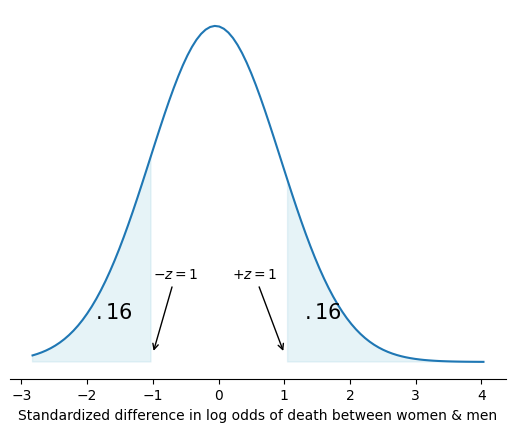 −z = 1
+z = 1
.16
.16
−3 −2 −1 0 1 2 3 4
Standardized difference in log odds of death between women & men